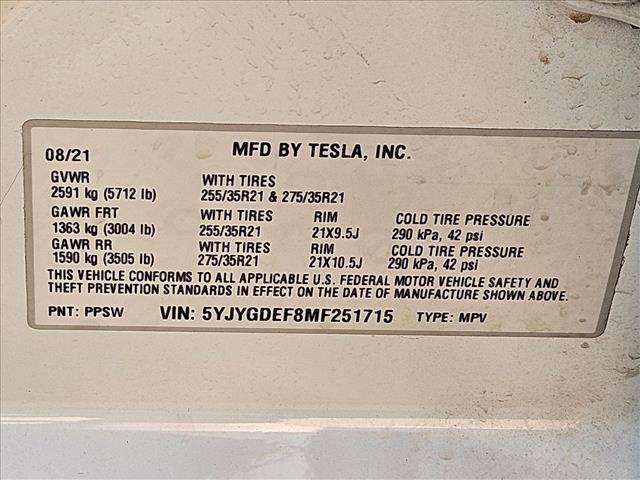 08/21 MFD BY TESLA, INC.
GVWR WITH TIRES
2591 kg (5712 lb) 255/35R21 & 275/35R21
GAWR FRT WITH TIRES RIM COLD TIRE PRESSURE
1363 kg (3004 lb) 255/35R21 21X9.5J 290 kPa, 42 psi
GAWR RR WITH TIRES RIM COLD TIRE PRESSURE
1590 kg (3505 lb) 275/35R21 21X10.5J 290 kPa, 42 psi
THIS VEHICLE CONFORMS TO ALL APPLICABLE U.S. FEDERAL MOTOR VEHICLE SAFETY AND
THEFT PREVENTION STANDARDS IN EFFECT ON THE DATE OF MANUFACTURE SHOWN ABOVE.
PNT: PPSW VIN: 5YJYGDEF8MF251715 TYPE: MPV